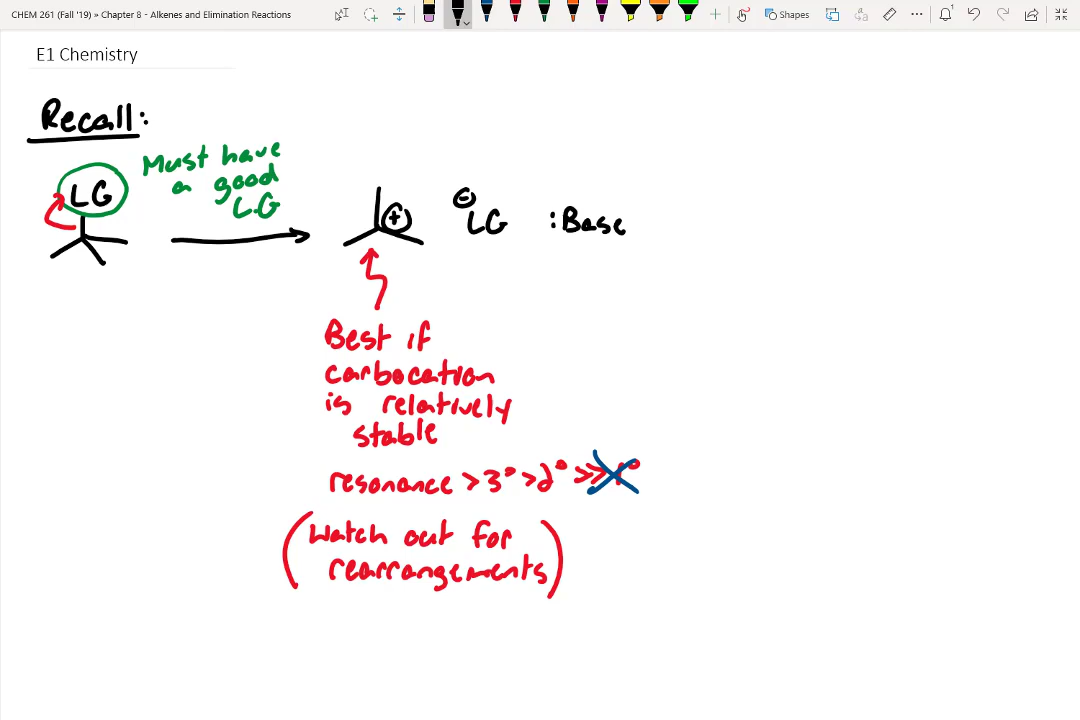 CHEM 261 (Fall '19) > Chapter 8 - Alkenes and Elimination Reactions
Shapes
E1 Chemistry
Recall:
Must have
a good
LG
LG
+
⊖
LG :Base
Best if
carbocation
is relatively
stable
resonance > 3° > 2° >>> 1°
(Watch out for
rearrangements)